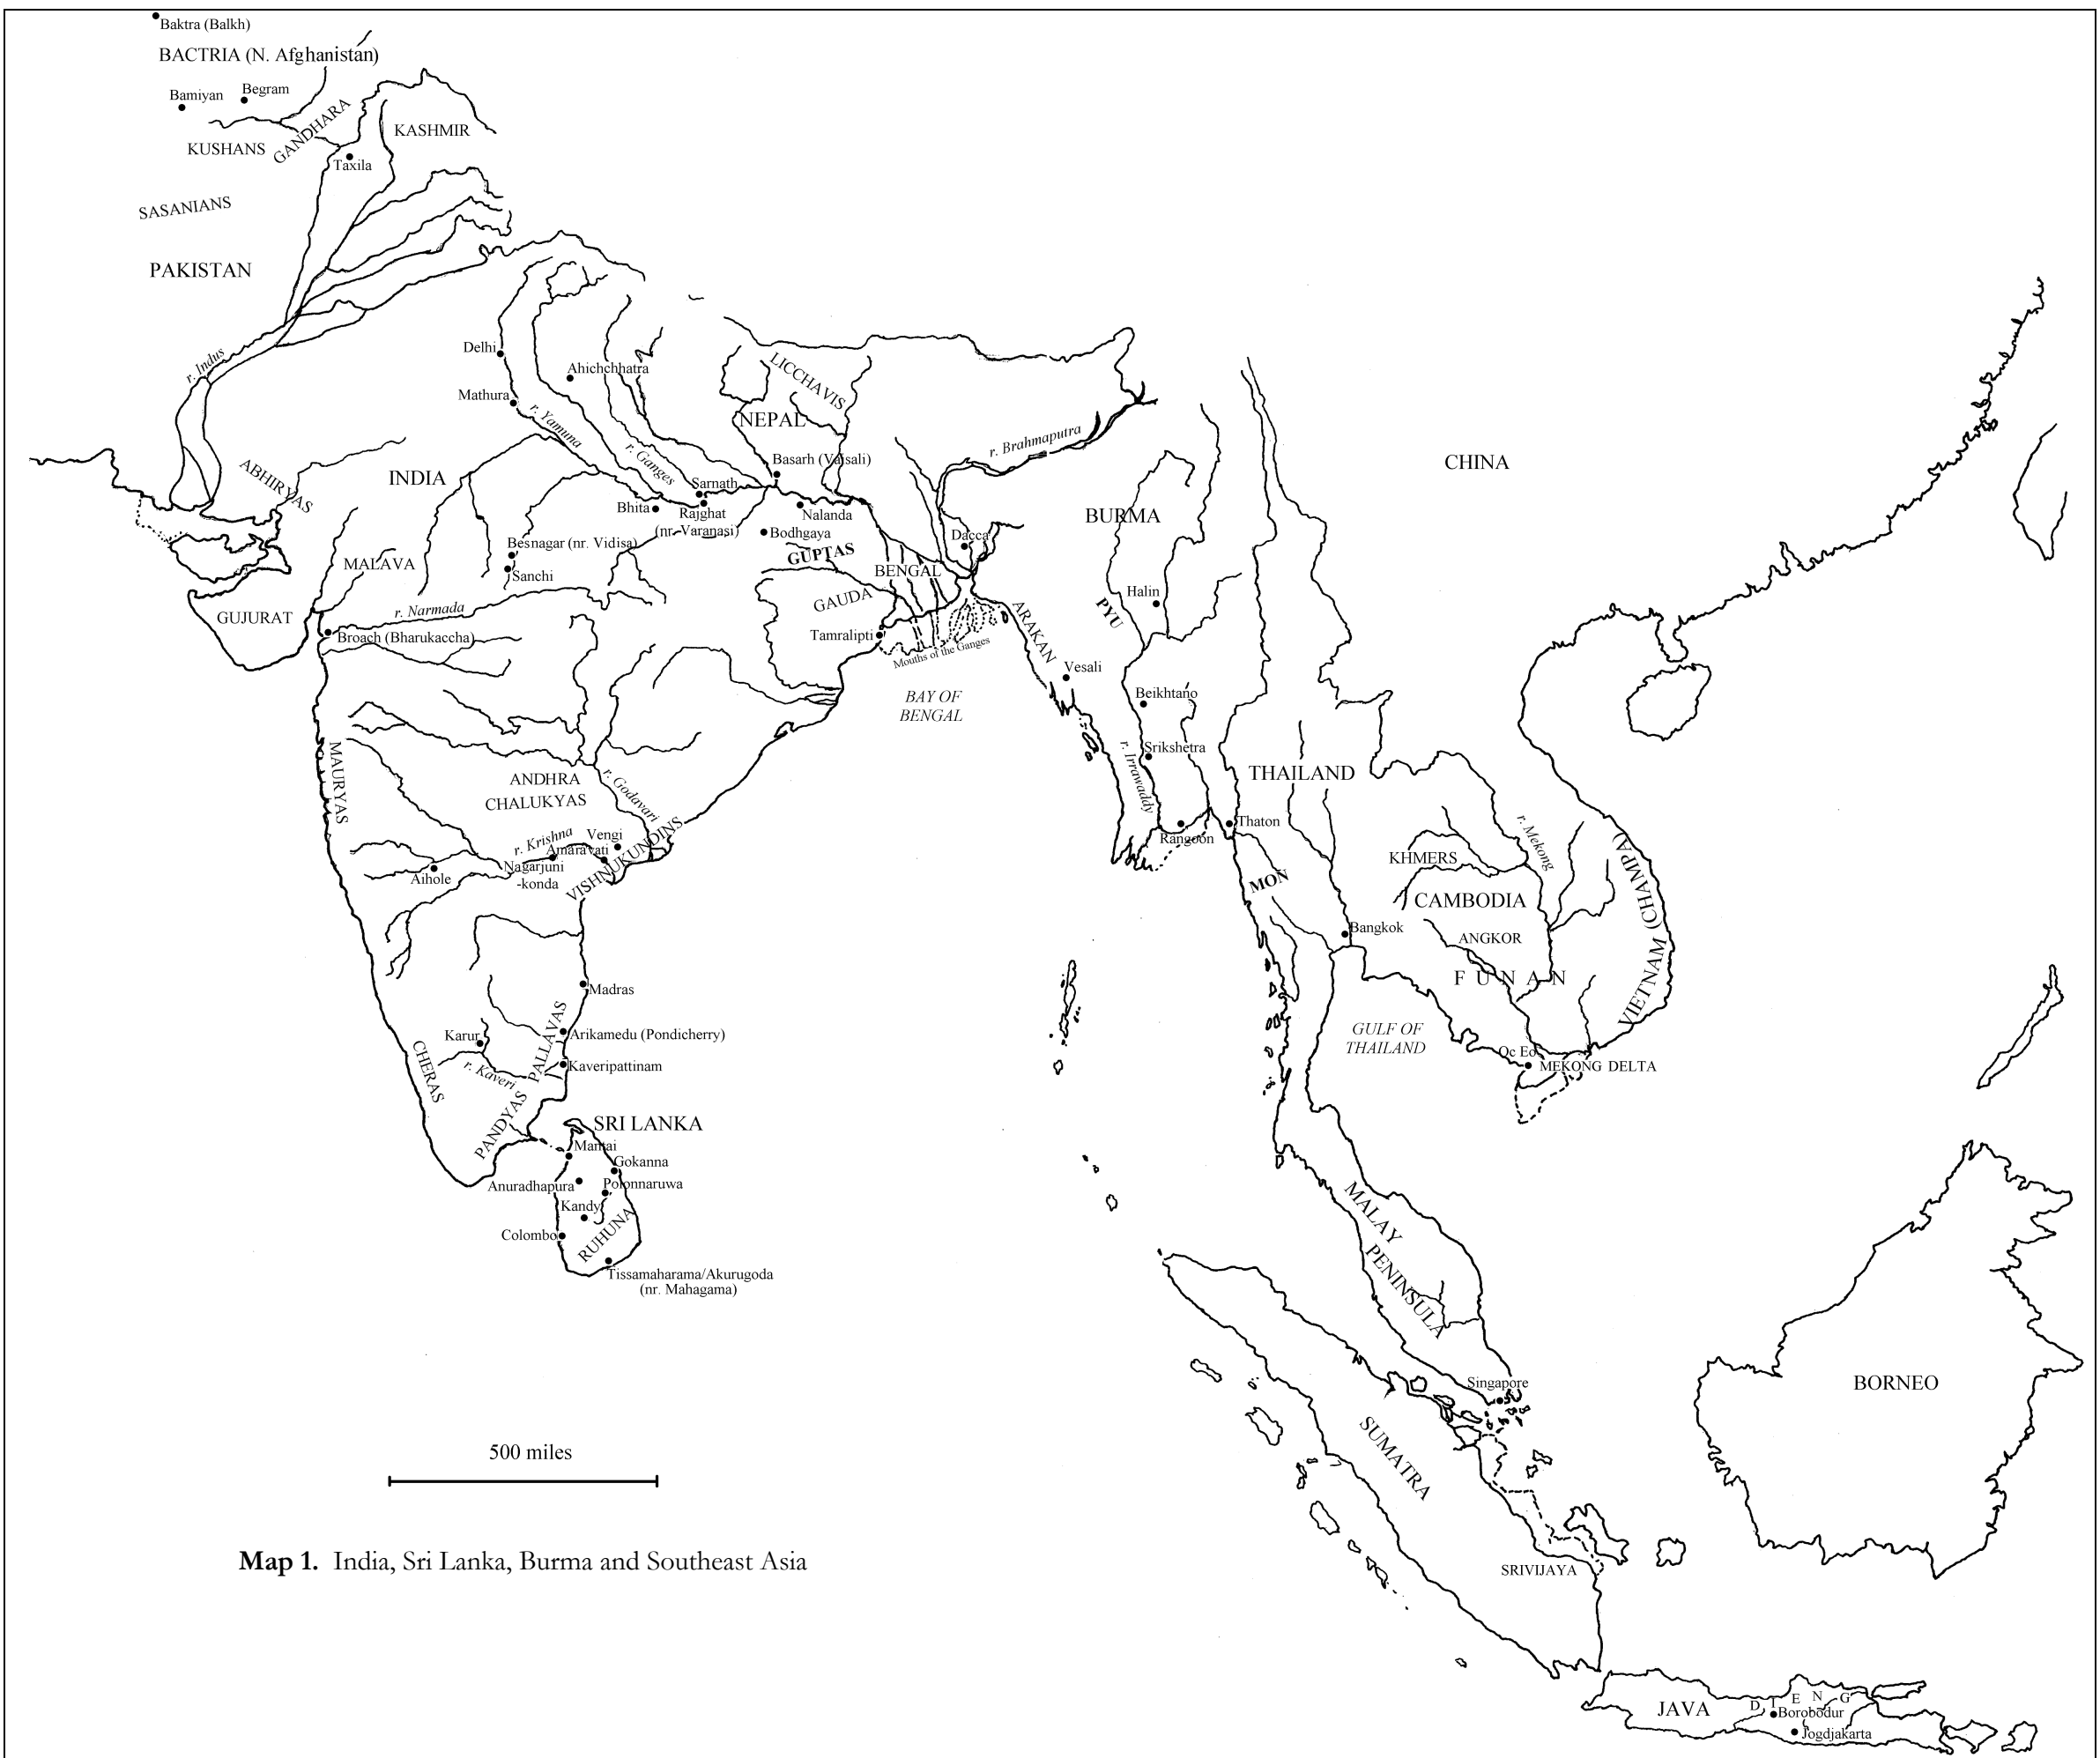 Baktra (Balkh)
BACTRIA (N. Afghanistan)
Bamiyan
Begram
GANDHARA
KASHMIR
KUSHANS
Taxila
SASANIANS
PAKISTAN
r. Indus
Delhi
Ahichchhatra
LICCHAVIS
Mathura
r. Yamuna
NEPAL
r. Ganges
r. Brahmaputra
Basarh (Vaisali)
CHINA
ABHIRYAS
INDIA
Sarnath
Bhita
Rajghat
(nr. Varanasi)
Nalanda
BURMA
Bodhgaya
Dacca
Besnagar (nr. Vidisa)
GUPTAS
MALAVA
Sanchi
BENGAL
Halin
GAUDA
PYU
r. Narmada
GUJURAT
Broach (Bharukaccha)
Tamralipti
ARAKAN
Mouths of the Ganges
Vesali
BAY OF
BENGAL
Beikhtano
Srikshetra
r. Irrawaddy
MAURYAS
ANDHRA
CHALUKYAS
r. Godavari
THAILAND
r. Krishna
Vengi
Amaravati
VISHNUKUNDINS
Nagarjuni
-konda
Aihole
Rangoon
Thaton
r. Mekong
KHMERS
MON
CAMBODIA
VIETNAM (CHAMPA)
Bangkok
ANGKOR
FUNAN
Madras
PALLAVAS
Arikamedu (Pondicherry)
Karur
GULF OF
THAILAND
CHERAS
r. Kaveri
Kaveripattinam
Oc Eo
MEKONG DELTA
PANDYAS
SRI LANKA
Mantai
Gokanna
Anuradhapura
Polonnaruwa
Kandy
Colombo
RUHUNA
Tissamaharama/Akurugoda
(nr. Mahagama)
MALAY
PENINSULA
Singapore
BORNEO
SUMATRA
500 miles
Map 1. India, Sri Lanka, Burma and Southeast Asia
SRIVIJAYA
JAVA
DIENG
Borobodur
Jogdjakarta